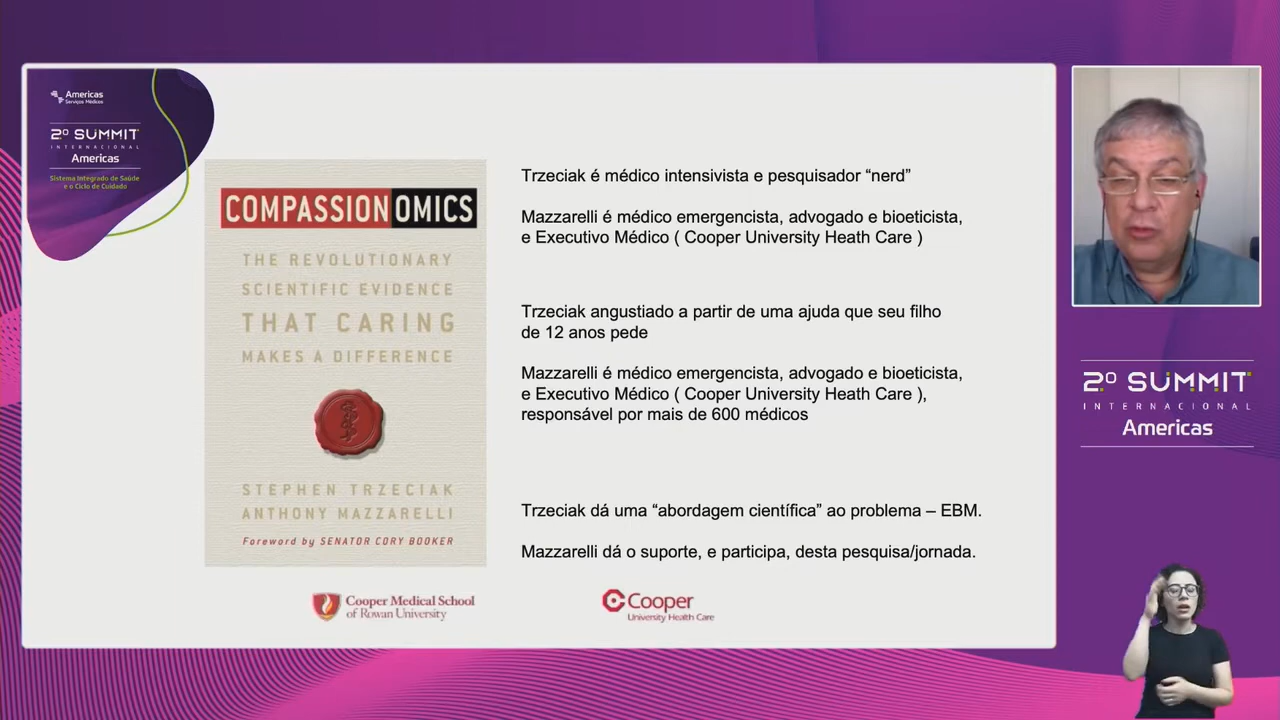 Americas
Serviços Médicos
2º SUMMIT
INTERNACIONAL
Americas
Sistema Integrado de Saúde
e o Ciclo de Cuidado
COMPASSIONOMICS
THE REVOLUTIONARY
SCIENTIFIC EVIDENCE
THAT CARING
MAKES A DIFFERENCE
STEPHEN TRZECIAK
ANTHONY MAZZARELLI
Foreword by SENATOR CORY BOOKER
Trzeciak é médico intensivista e pesquisador “nerd”
Mazzarelli é médico emergencista, advogado e bioeticista,
e Executivo Médico ( Cooper University Heath Care )
Trzeciak angustiado a partir de uma ajuda que seu filho
de 12 anos pede
Mazzarelli é médico emergencista, advogado e bioeticista,
e Executivo Médico ( Cooper University Heath Care ),
responsável por mais de 600 médicos
Trzeciak dá uma “abordagem científica” ao problema – EBM.
Mazzarelli dá o suporte, e participa, desta pesquisa/jornada.
Cooper Medical School
of Rowan University
Cooper
University Health Care
2º SUMMIT
INTERNACIONAL
Americas